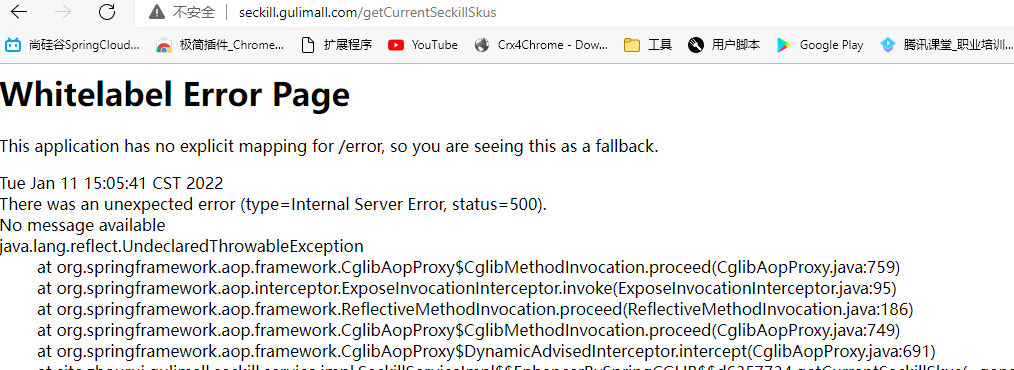 不安全 seckill.gulimall.com/getCurrentSeckillSkus
尚硅谷SpringCloud... 极简插件_Chrome... 扩展程序 YouTube Crx4Chrome - Dow... 工具 用户脚本 Google Play 腾讯课堂_职业培训...
Whitelabel Error Page
This application has no explicit mapping for /error, so you are seeing this as a fallback.
Tue Jan 11 15:05:41 CST 2022
There was an unexpected error (type=Internal Server Error, status=500).
No message available
java.lang.reflect.UndeclaredThrowableException
at org.springframework.aop.framework.CglibAopProxy$CglibMethodInvocation.proceed(CglibAopProxy.java:759)
at org.springframework.aop.interceptor.ExposeInvocationInterceptor.invoke(ExposeInvocationInterceptor.java:95)
at org.springframework.aop.framework.ReflectiveMethodInvocation.proceed(ReflectiveMethodInvocation.java:186)
at org.springframework.aop.framework.CglibAopProxy$CglibMethodInvocation.proceed(CglibAopProxy.java:749)
at org.springframework.aop.framework.CglibAopProxy$DynamicAdvisedInterceptor.intercept(CglibAopProxy.java:691)